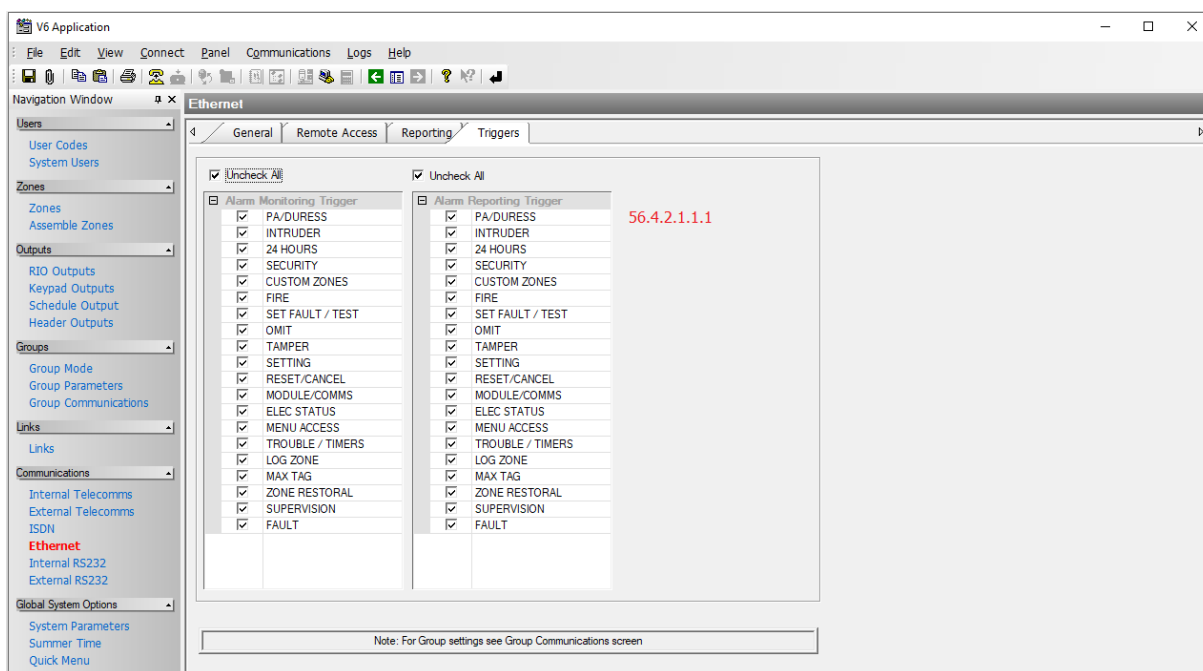 V6 Application
File Edit View Connect Panel Communications Logs Help
Navigation Window
Users
User Codes
System Users
Zones
Zones
Assemble Zones
Outputs
RIO Outputs
Keypad Outputs
Schedule Output
Header Outputs
Groups
Group Mode
Group Parameters
Group Communications
Links
Links
Communications
Internal Telecomms
External Telecomms
ISDN
Ethernet
Internal RS232
External RS232
Global System Options
System Parameters
Summer Time
Quick Menu
Ethernet
General Remote Access Reporting Triggers
Uncheck All
Alarm Monitoring Trigger
PA/DURESS
INTRUDER
24 HOURS
SECURITY
CUSTOM ZONES
FIRE
SET FAULT / TEST
OMIT
TAMPER
SETTING
RESET/CANCEL
MODULE/COMMS
ELEC STATUS
MENU ACCESS
TROUBLE / TIMERS
LOG ZONE
MAX TAG
ZONE RESTORAL
SUPERVISION
FAULT
Uncheck All
Alarm Reporting Trigger
PA/DURESS
INTRUDER
24 HOURS
SECURITY
CUSTOM ZONES
FIRE
SET FAULT / TEST
OMIT
TAMPER
SETTING
RESET/CANCEL
MODULE/COMMS
ELEC STATUS
MENU ACCESS
TROUBLE / TIMERS
LOG ZONE
MAX TAG
ZONE RESTORAL
SUPERVISION
FAULT
56.4.2.1.1.1
Note: For Group settings see Group Communications screen